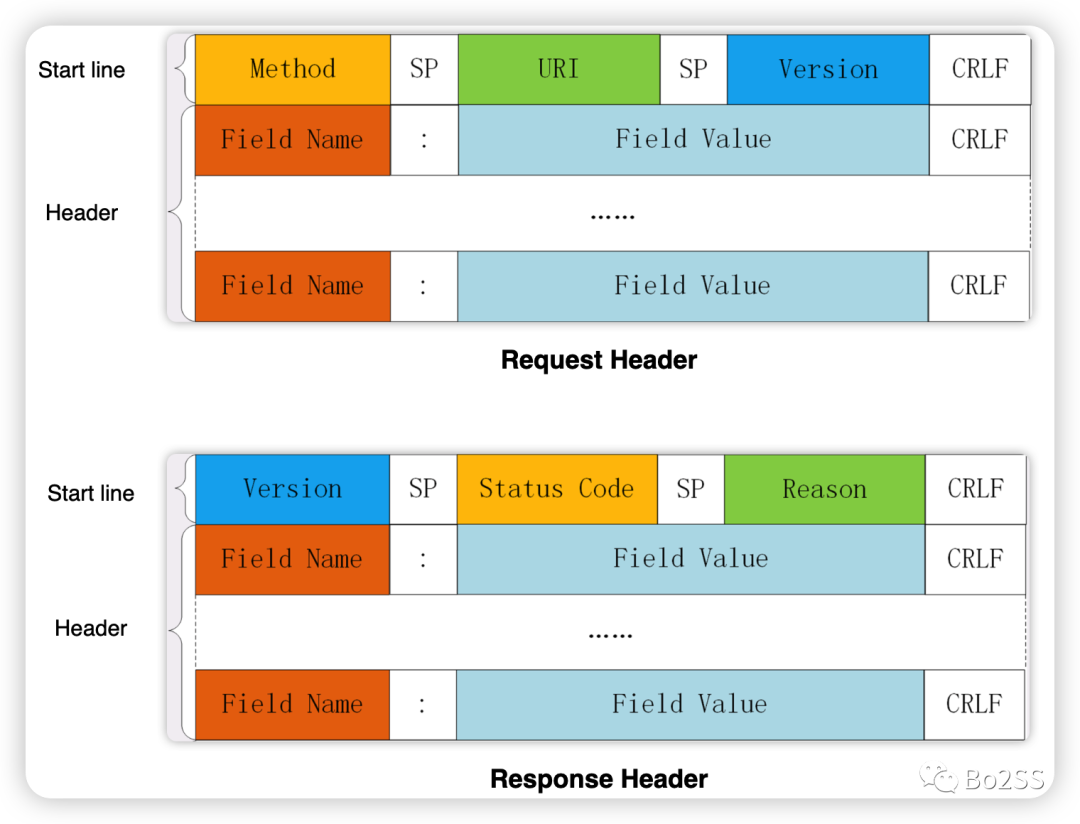 Start line Method SP URI SP Version CRLF
Field Name : Field Value CRLF
Header ······
Field Name : Field Value CRLF
Request Header
Start line Version SP Status Code SP Reason CRLF
Field Name : Field Value CRLF
Header ······
Field Name : Field Value CRLF
Response Header
Bo2SS